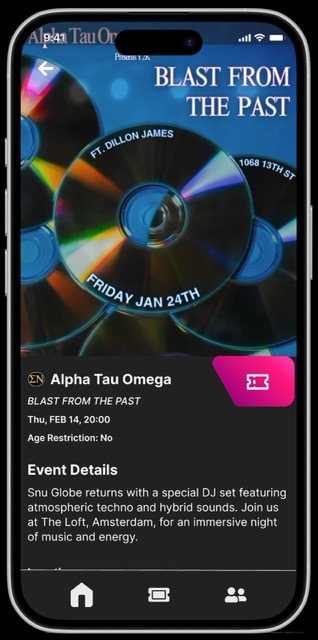 9:41
Alpha Tau Om
Presents Y2K
BLAST FROM
THE PAST
FT. DILLON JAMES
1068 13TH ST
FRIDAY JAN 24TH
ΣN Alpha Tau Omega
BLAST FROM THE PAST
Thu, FEB 14, 20:00
Age Restriction: No
Event Details
Snu Globe returns with a special DJ set featuring
atmospheric techno and hybrid sounds. Join us
at The Loft, Amsterdam, for an immersive night
of music and energy.